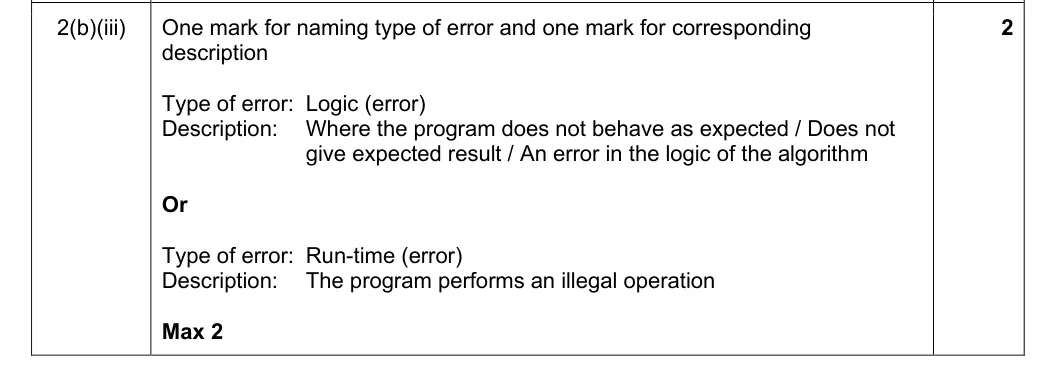 2(b)(iii) One mark for naming type of error and one mark for corresponding 2
description
Type of error: Logic (error)
Description: Where the program does not behave as expected / Does not
give expected result / An error in the logic of the algorithm
Or
Type of error: Run-time (error)
Description: The program performs an illegal operation
Max 2